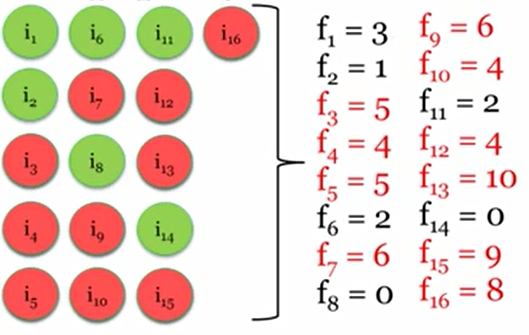 i₁ i₆ i₁₁ i₁₆
i₂ i₇ i₁₂
i₃ i₈ i₁₃
i₄ i₉ i₁₄
i₅ i₁₀ i₁₅
f₁ = 3
f₂ = 1
f₃ = 5
f₄ = 4
f₅ = 5
f₆ = 2
f₇ = 6
f₈ = 0
f₉ = 6
f₁₀ = 4
f₁₁ = 2
f₁₂ = 4
f₁₃ = 10
f₁₄ = 0
f₁₅ = 9
f₁₆ = 8